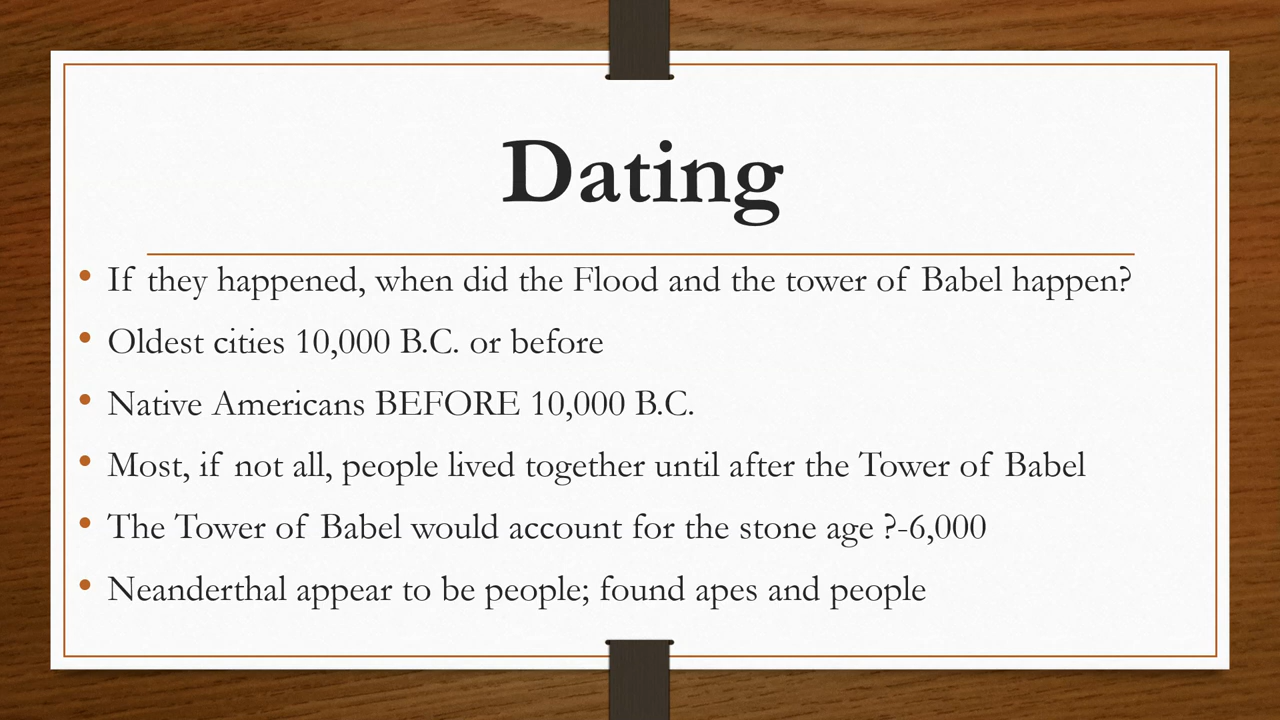 Dating
• If they happened, when did the Flood and the tower of Babel happen?
• Oldest cities 10,000 B.C. or before
• Native Americans BEFORE 10,000 B.C.
• Most, if not all, people lived together until after the Tower of Babel
• The Tower of Babel would account for the stone age ?-6,000
• Neanderthal appear to be people; found apes and people